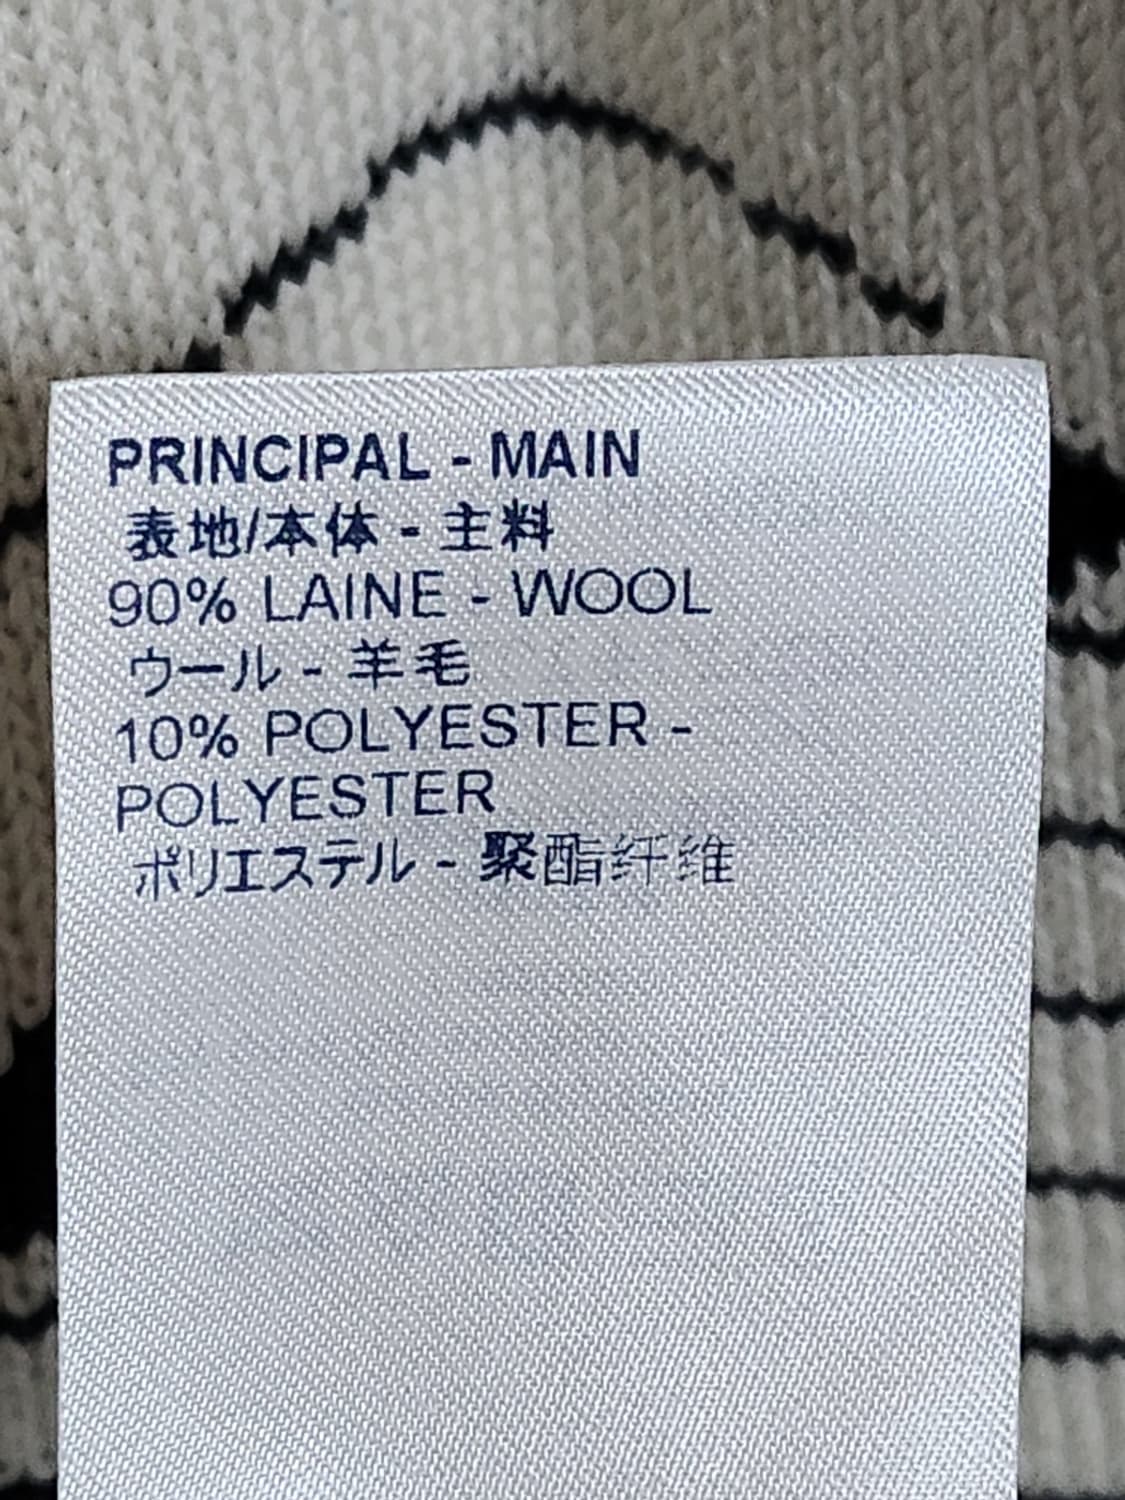 PRINCIPAL - MAIN
表地/本体 - 主料
90% LAINE - WOOL
ウール - 羊毛
10% POLYESTER -
POLYESTER
ポリエステル - 聚酯纤维